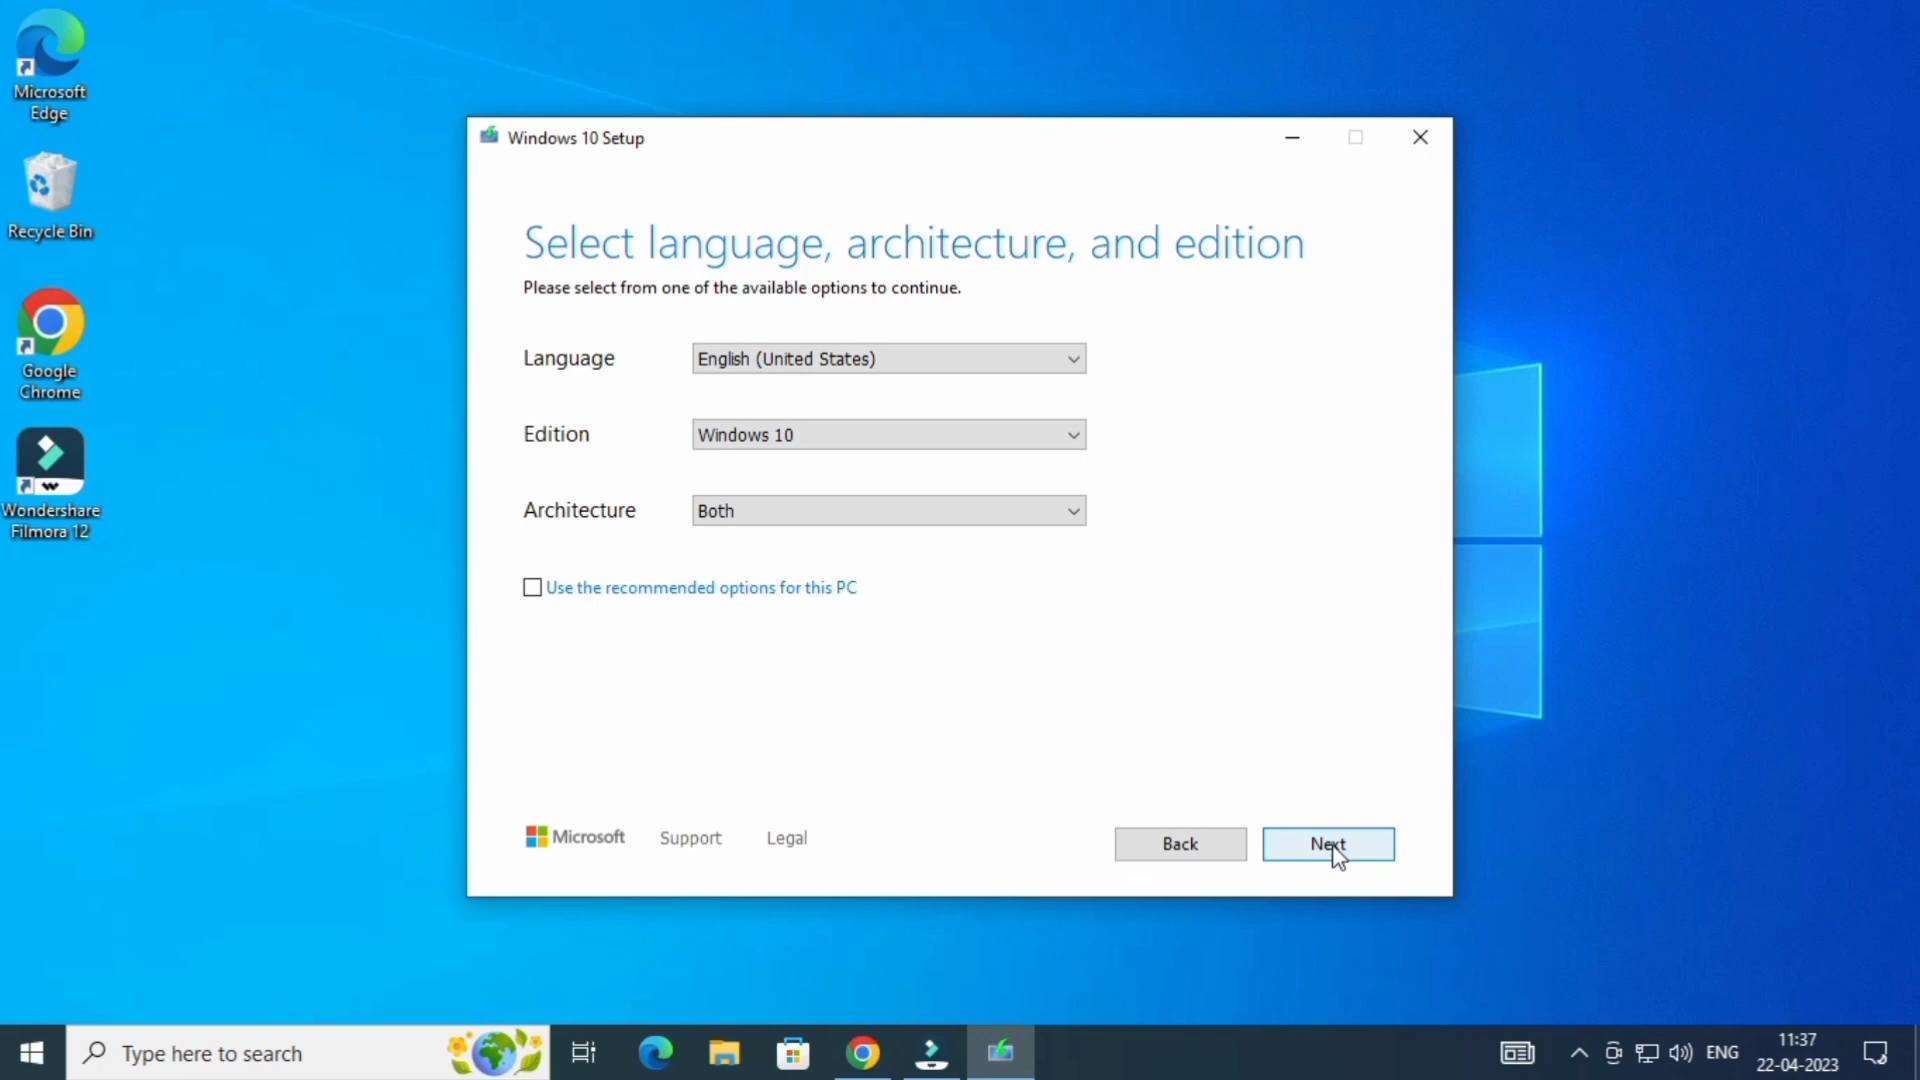 Microsoft
Edge
Recycle Bin
Google
Chrome
Wondershare
Filmora 12
Windows 10 Setup
Select language, architecture, and edition
Please select from one of the available options to continue.
Language
English (United States)
Edition
Windows 10
Architecture
Both
Use the recommended options for this PC
Microsoft
Support
Legal
Back
Next
Type here to search
ENG
11:37
22-04-2023